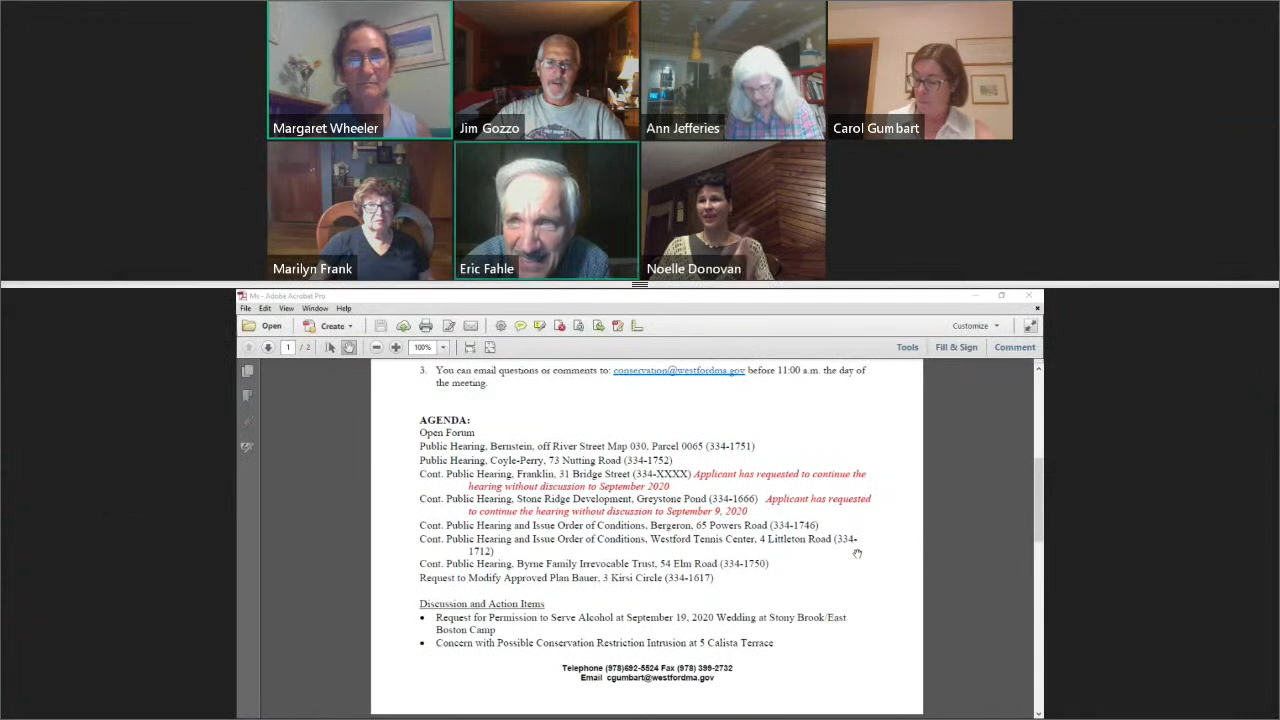 Margaret Wheeler
Jim Gozzo
Ann Jefferies
Carol Gumbart
Marilyn Frank
Eric Fahle
Noelle Donovan
Ms - Adobe Acrobat Pro
File Edit View Window Help
Open Create Customize
1 / 2 100% Tools Fill & Sign Comment
3. You can email questions or comments to: conservation@westfordma.gov before 11:00 a.m. the day of
the meeting.
AGENDA:
Open Forum
Public Hearing, Bernstein, off River Street Map 030, Parcel 0065 (334-1751)
Public Hearing, Coyle-Perry, 73 Nutting Road (334-1752)
Cont. Public Hearing, Franklin, 31 Bridge Street (334-XXXX) Applicant has requested to continue the
hearing without discussion to September 2020
Cont. Public Hearing, Stone Ridge Development, Greystone Pond (334-1666) Applicant has requested
to continue the hearing without discussion to September 9, 2020
Cont. Public Hearing and Issue Order of Conditions, Bergeron, 65 Powers Road (334-1746)
Cont. Public Hearing and Issue Order of Conditions, Westford Tennis Center, 4 Littleton Road (334-
1712)
Cont. Public Hearing, Byrne Family Irrevocable Trust, 54 Elm Road (334-1750)
Request to Modify Approved Plan Bauer, 3 Kirsi Circle (334-1617)
Discussion and Action Items
• Request for Permission to Serve Alcohol at September 19, 2020 Wedding at Stony Brook/East
Boston Camp
• Concern with Possible Conservation Restriction Intrusion at 5 Calista Terrace
Telephone (978)692-5524 Fax (978) 399-2732
Email cgumbart@westfordma.gov